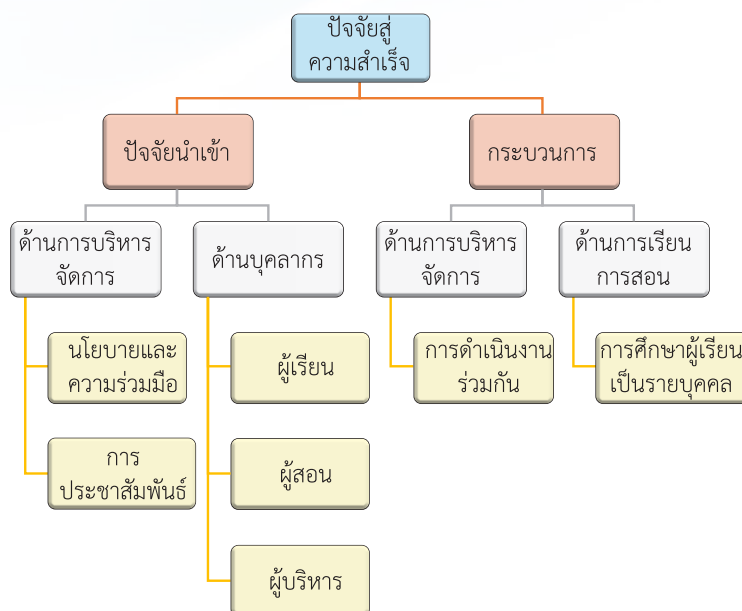 ปัจจัยสู่
ความสำเร็จ
ปัจจัยนำเข้า
กระบวนการ
ด้านการบริหาร
จัดการ
ด้านบุคลากร
ด้านการบริหาร
จัดการ
ด้านการเรียน
การสอน
นโยบายและ
ความร่วมมือ
ผู้เรียน
การดำเนินงาน
ร่วมกัน
การศึกษาผู้เรียน
เป็นรายบุคคล
การ
ประชาสัมพันธ์
ผู้สอน
ผู้บริหาร